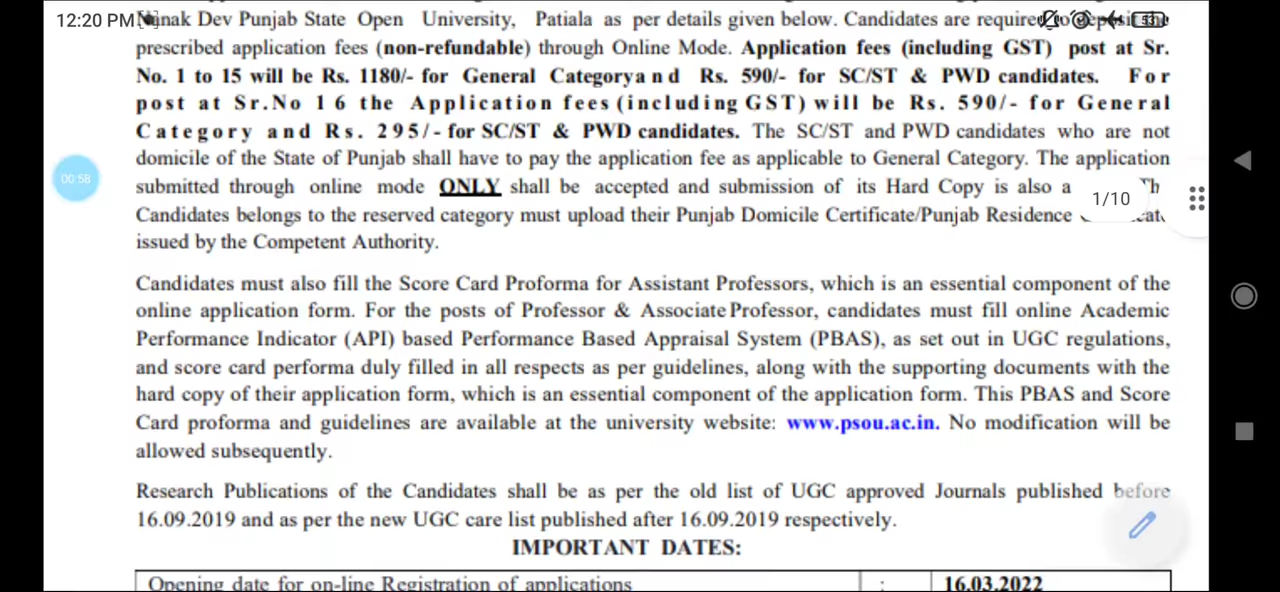 12:20 PM
53
Nanak Dev Punjab State Open University, Patiala as per details given below. Candidates are required to deposit the
prescribed application fees (non-refundable) through Online Mode. Application fees (including GST) post at Sr.
No. 1 to 15 will be Rs. 1180/- for General Categoryand Rs. 590/- for SC/ST & PWD candidates. For
post at Sr.No 16 the Application fees (including GST) will be Rs. 590/- for General
Category and Rs. 295/- for SC/ST & PWD candidates. The SC/ST and PWD candidates who are not
domicile of the State of Punjab shall have to pay the application fee as applicable to General Category. The application
00:58
submitted through online mode ONLY shall be accepted and submission of its Hard Copy is also a
1/10
Candidates belongs to the reserved category must upload their Punjab Domicile Certificate/Punjab Residence
issued by the Competent Authority.
Candidates must also fill the Score Card Proforma for Assistant Professors, which is an essential component of the
online application form. For the posts of Professor & Associate Professor, candidates must fill online Academic
Performance Indicator (API) based Performance Based Appraisal System (PBAS), as set out in UGC regulations,
and score card performa duly filled in all respects as per guidelines, along with the supporting documents with the
hard copy of their application form, which is an essential component of the application form. This PBAS and Score
Card proforma and guidelines are available at the university website: www.psou.ac.in. No modification will be
allowed subsequently.
Research Publications of the Candidates shall be as per the old list of UGC approved Journals published before
16.09.2019 and as per the new UGC care list published after 16.09.2019 respectively.
IMPORTANT DATES:
Opening date for on-line Registration of applications : 16.03.2022